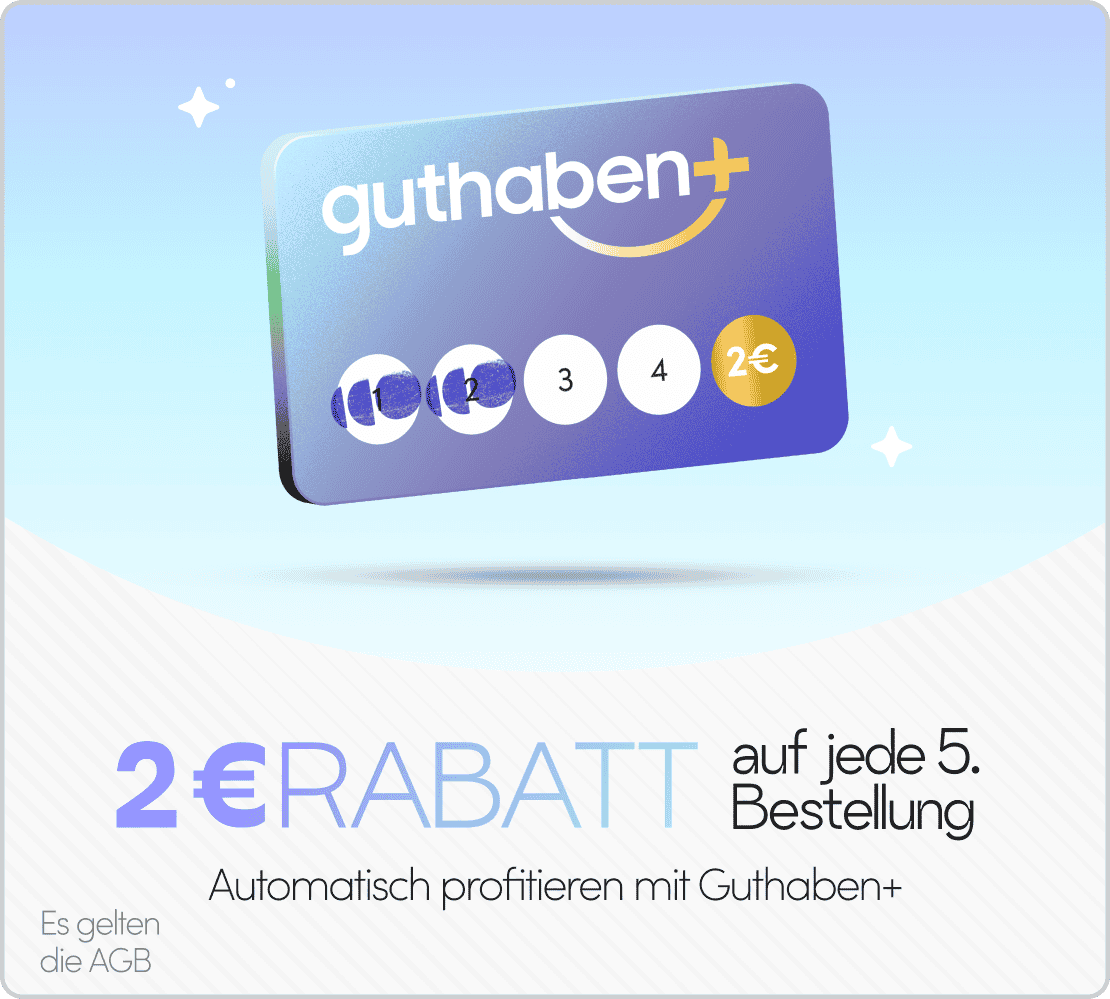 guthaben+
1 2 3 4 2€
2€ RABATT
auf jede 5.
Bestellung
Automatisch profitieren mit Guthaben+
Es gelten
die AGB